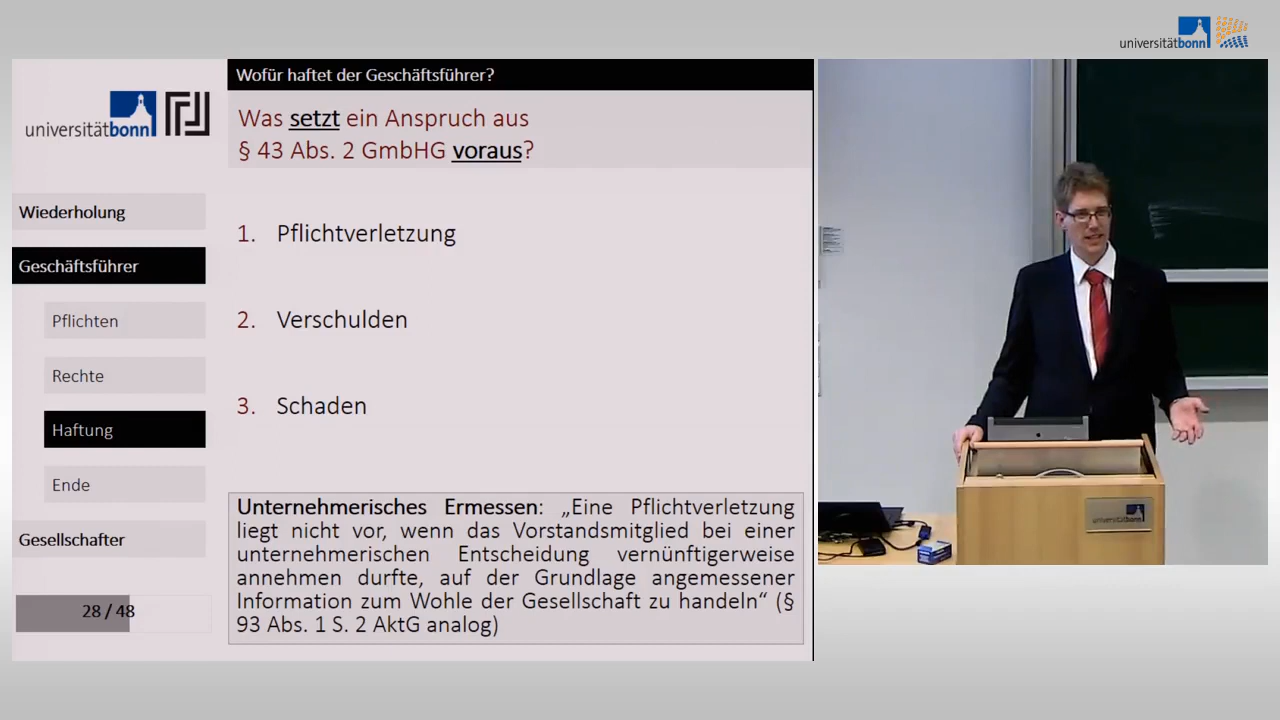 universitätbonn
Wofür haftet der Geschäftsführer?
universitätbonn
Was setzt ein Anspruch aus
§ 43 Abs. 2 GmbHG voraus?
Wiederholung
Geschäftsführer
Pflichten
Rechte
Haftung
Ende
Gesellschafter
28 / 48
1. Pflichtverletzung
2. Verschulden
3. Schaden
Unternehmerisches Ermessen: „Eine Pflichtverletzung
liegt nicht vor, wenn das Vorstandsmitglied bei einer
unternehmerischen Entscheidung vernünftigerweise
annehmen durfte, auf der Grundlage angemessener
Information zum Wohle der Gesellschaft zu handeln“ (§
93 Abs. 1 S. 2 AktG analog)
universitätbonn